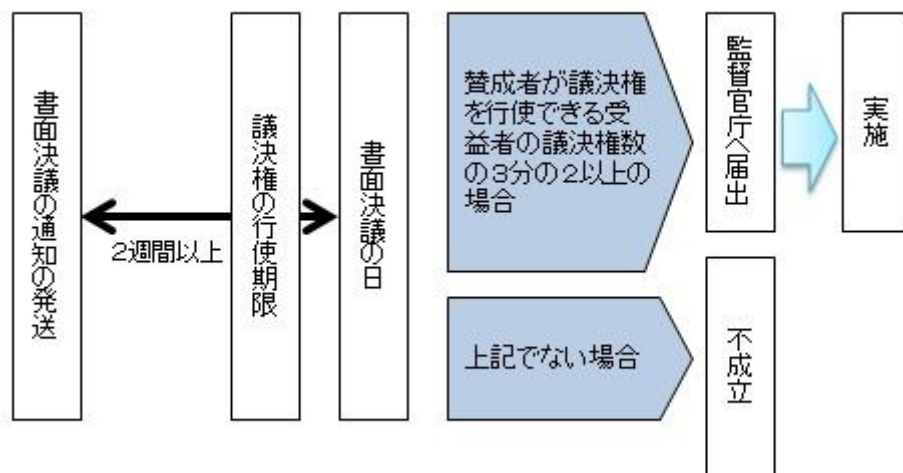 書面決議の通知の発送
2週間以上
議決権の行使期限
書面決議の日
賛成者が議決権
を行使できる受
益者の議決権数
の3分の2以上の
場合
監督官庁へ届出
実施
上記でない場合
不成立